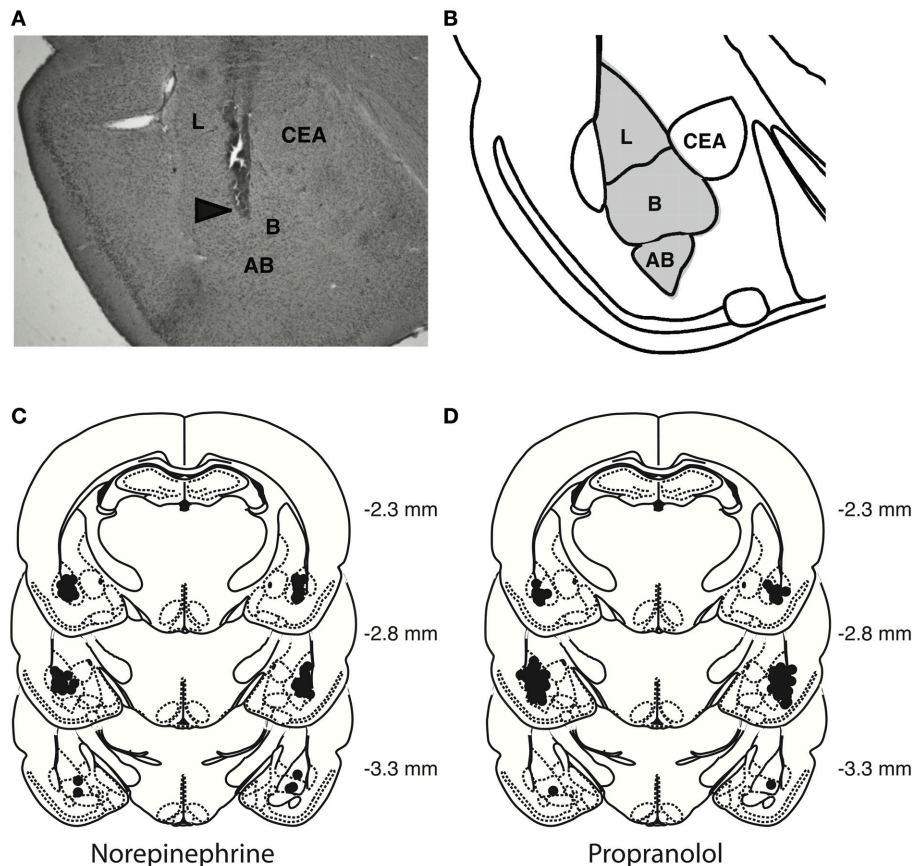 A
L
CEA
B
AB
B
L
CEA
B
AB
C
-2.3 mm
-2.8 mm
-3.3 mm
Norepinephrine
D
-2.3 mm
-2.8 mm
-3.3 mm
Propranolol